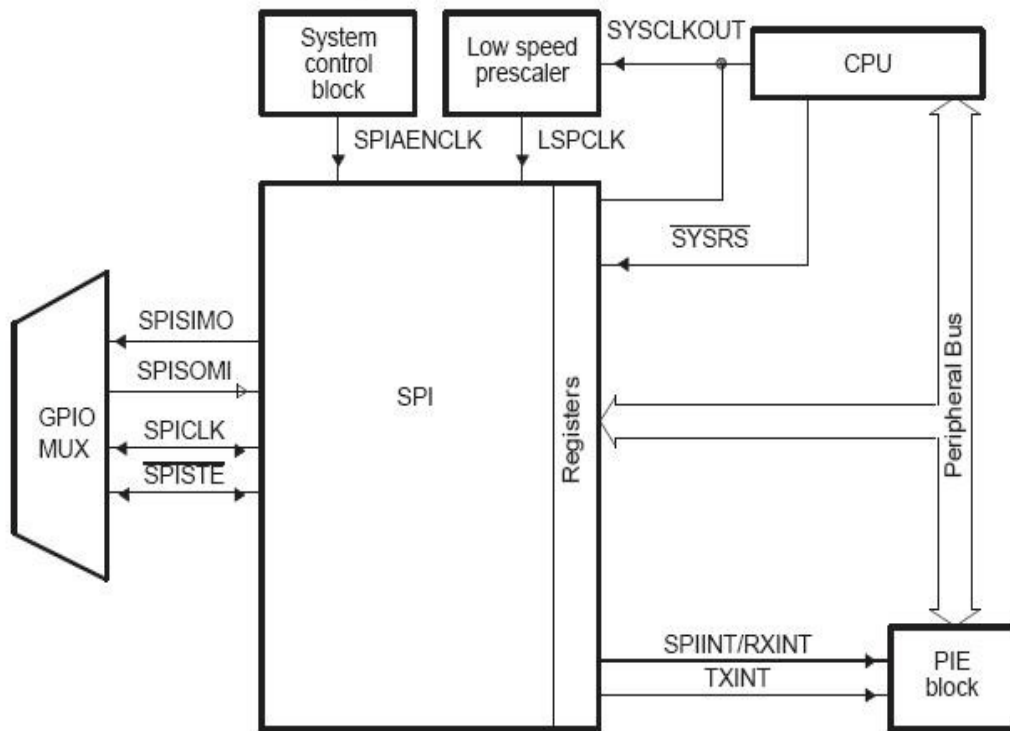 System
control
block
Low speed
prescaler
SYSCLKOUT
CPU
SPIAENCLK
LSPCLK
SYSRS
SPISIMO
SPISOMI
SPICLK
SPISTE
GPIO
MUX
SPI
Registers
Peripheral Bus
SPIINT/RXINT
TXINT
PIE
block